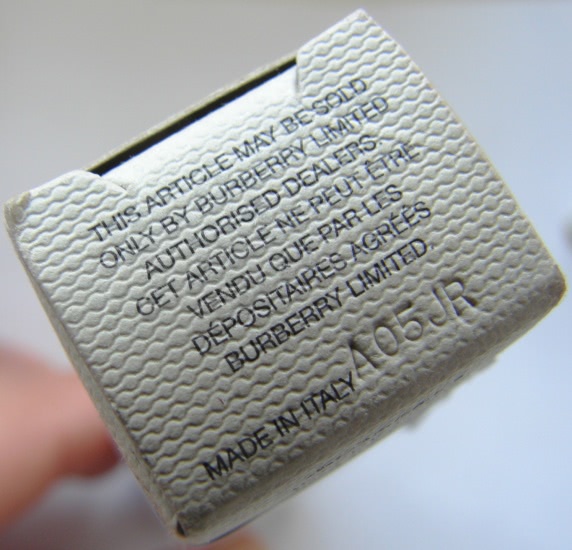 THIS ARTICLE MAY BE SOLD
ONLY BY BURBERRY LIMITED
AUTHORISED DEALERS.
CET ARTICLE NE PEUT ÊTRE
VENDU QUE PAR LES
DÉPOSITAIRES AGRÉÉS
BURBERRY LIMITED.
MADE IN ITALY A05JR